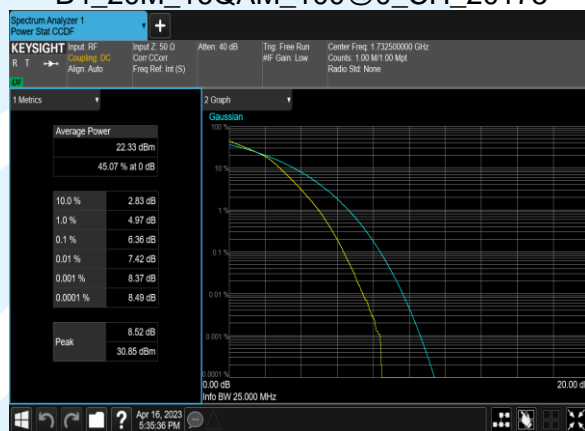 Spectrum Analyzer 1
Power Stat CCDF
KEYSIGHT
R T
Input: RF
Coupling: DC
Align: Auto
Input Z: 50 Ω
Corr CCorr
Freq Ref: Int (S)
Atten: 40 dB
Trig: Free Run
#IF Gain: Low
Center Freq: 1.732500000 GHz
Counts: 1.00 M/1.00 Mpt
Radio Std: None
1 Metrics
Average Power
22.33 dBm
45.07 % at 0 dB
10.0 % 2.83 dB
1.0 % 4.97 dB
0.1 % 6.36 dB
0.01 % 7.42 dB
0.001 % 8.37 dB
0.0001 % 8.49 dB
Peak
8.52 dB
30.85 dBm
2 Graph
Gaussian
100 %
10 %
1 %
0.1 %
0.01 %
0.001 %
0.0001 %
0.00 dB
20.00
Info BW 25.000 MHz
Apr 16, 2023
5:35:36 PM